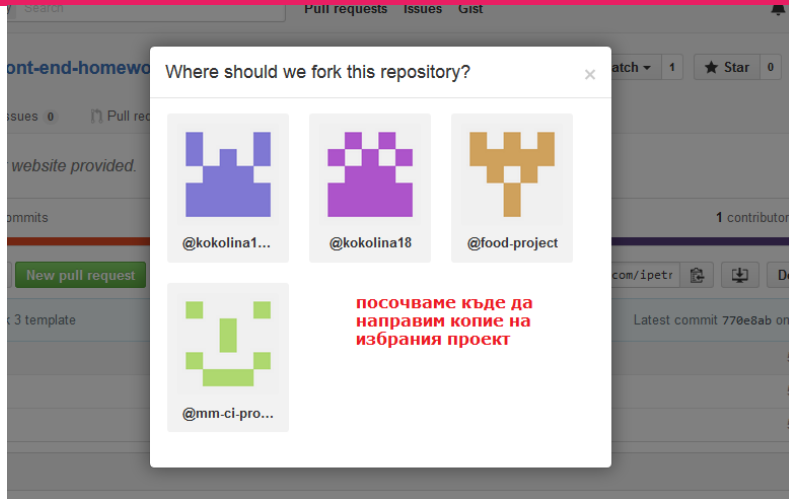 Search
Pull requests Issues Gist
ont-end-homewo
atch 1 Star 0
ssues 0 Pull req
website provided.
ommits
1 contributor
New pull request
com/ipetr
3 template
Latest commit 770e8ab on
Where should we fork this repository?
×
@kokolina1...
@kokolina18
@food-project
@mm-ci-pro...
посочваме къде да
направим копие на
избрания проект